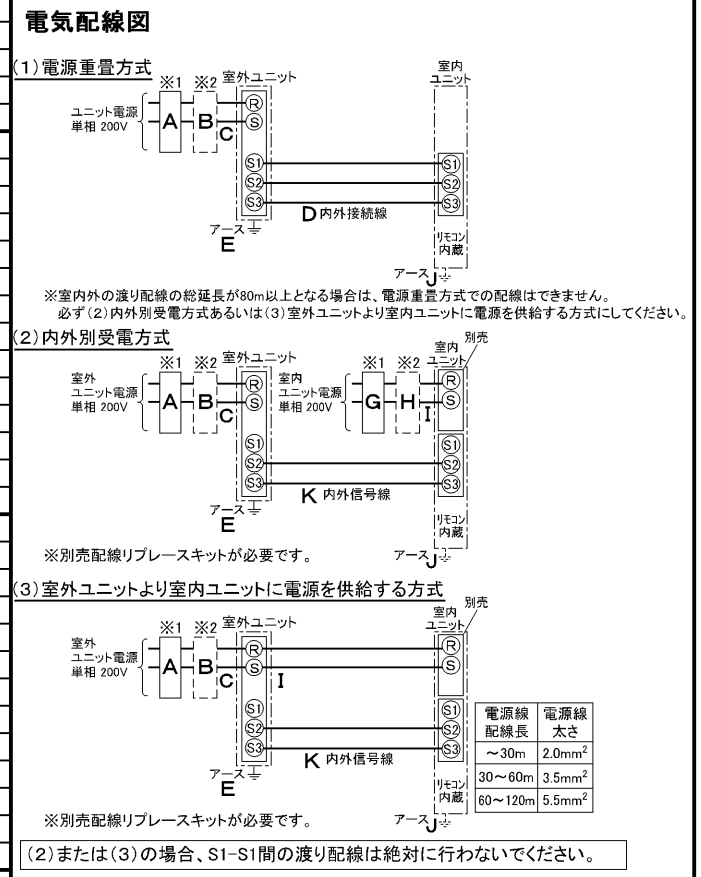 電気配線図
(1)電源重畳方式
※1 ※2 室外ユニット
室内
ユニット
ユニット電源
単相 200V
A B C
R
S
S1 S1
S2 S2
S3 S3
D 内外接続線
アース
E
リモコン
内蔵
アース J
※室内外の渡り配線の総延長が80m以上となる場合は、電源重畳方式での配線はできません。
必ず(2)内外別受電方式あるいは(3)室外ユニットより室内ユニットに電源を供給する方式にしてください。
(2)内外別受電方式
※1 ※2 室外ユニット ※1 ※2
室内
ユニット
別売
室外
ユニット電源
単相 200V
A B C
R
S
室内
ユニット電源
単相 200V
G H I
R
S
S1 S1
S2 S2
S3 S3
K 内外信号線
アース
E
リモコン
内蔵
※別売配線リプレースキットが必要です。
アース J
(3)室外ユニットより室内ユニットに電源を供給する方式
※1 ※2 室外ユニット
室内
ユニット
別売
室外
ユニット電源
単相 200V
A B C
R R
S S
I
S1 S1
S2 S2
S3 S3
K 内外信号線
アース
E
リモコン
内蔵
電源線配線長 電源線太さ
～30m 2.0mm²
30～60m 3.5mm²
60～120m 5.5mm²
※別売配線リプレースキットが必要です。
アース J
(2)または(3)の場合、S1-S1間の渡り配線は絶対に行わないでください。